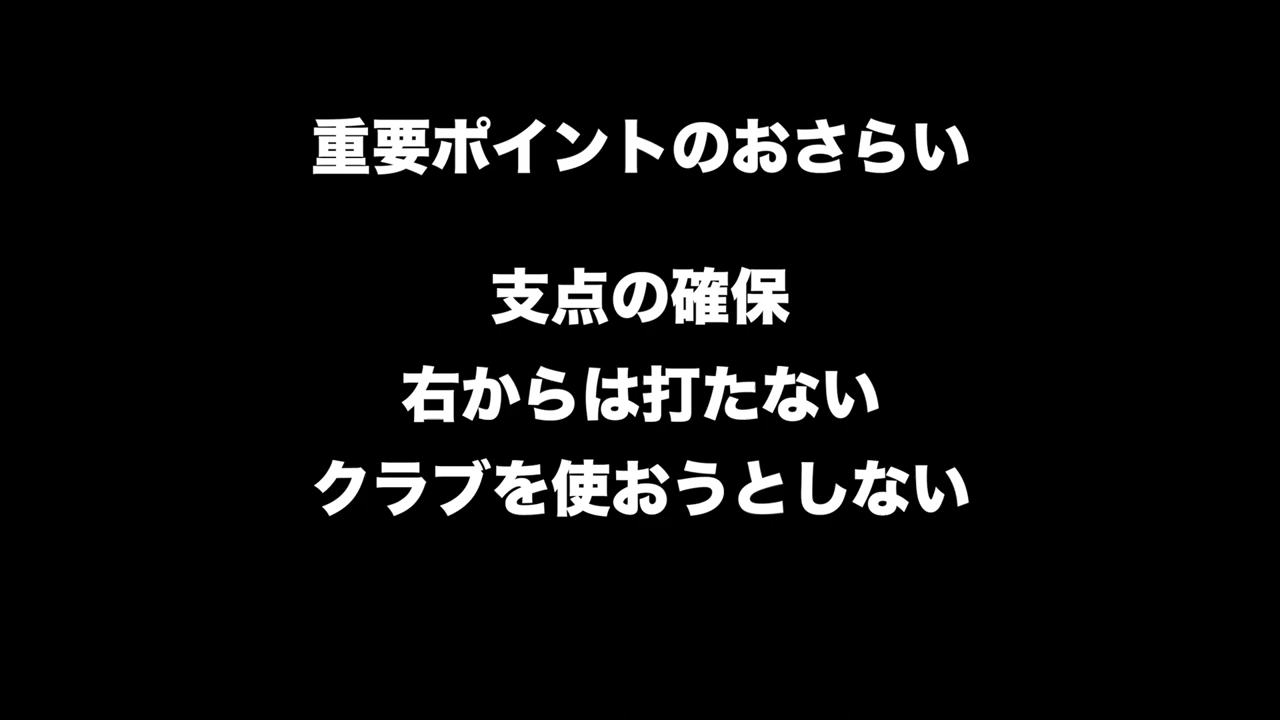 重要ポイントのおさらい
支点の確保
右からは打たない
クラブを使おうとしない